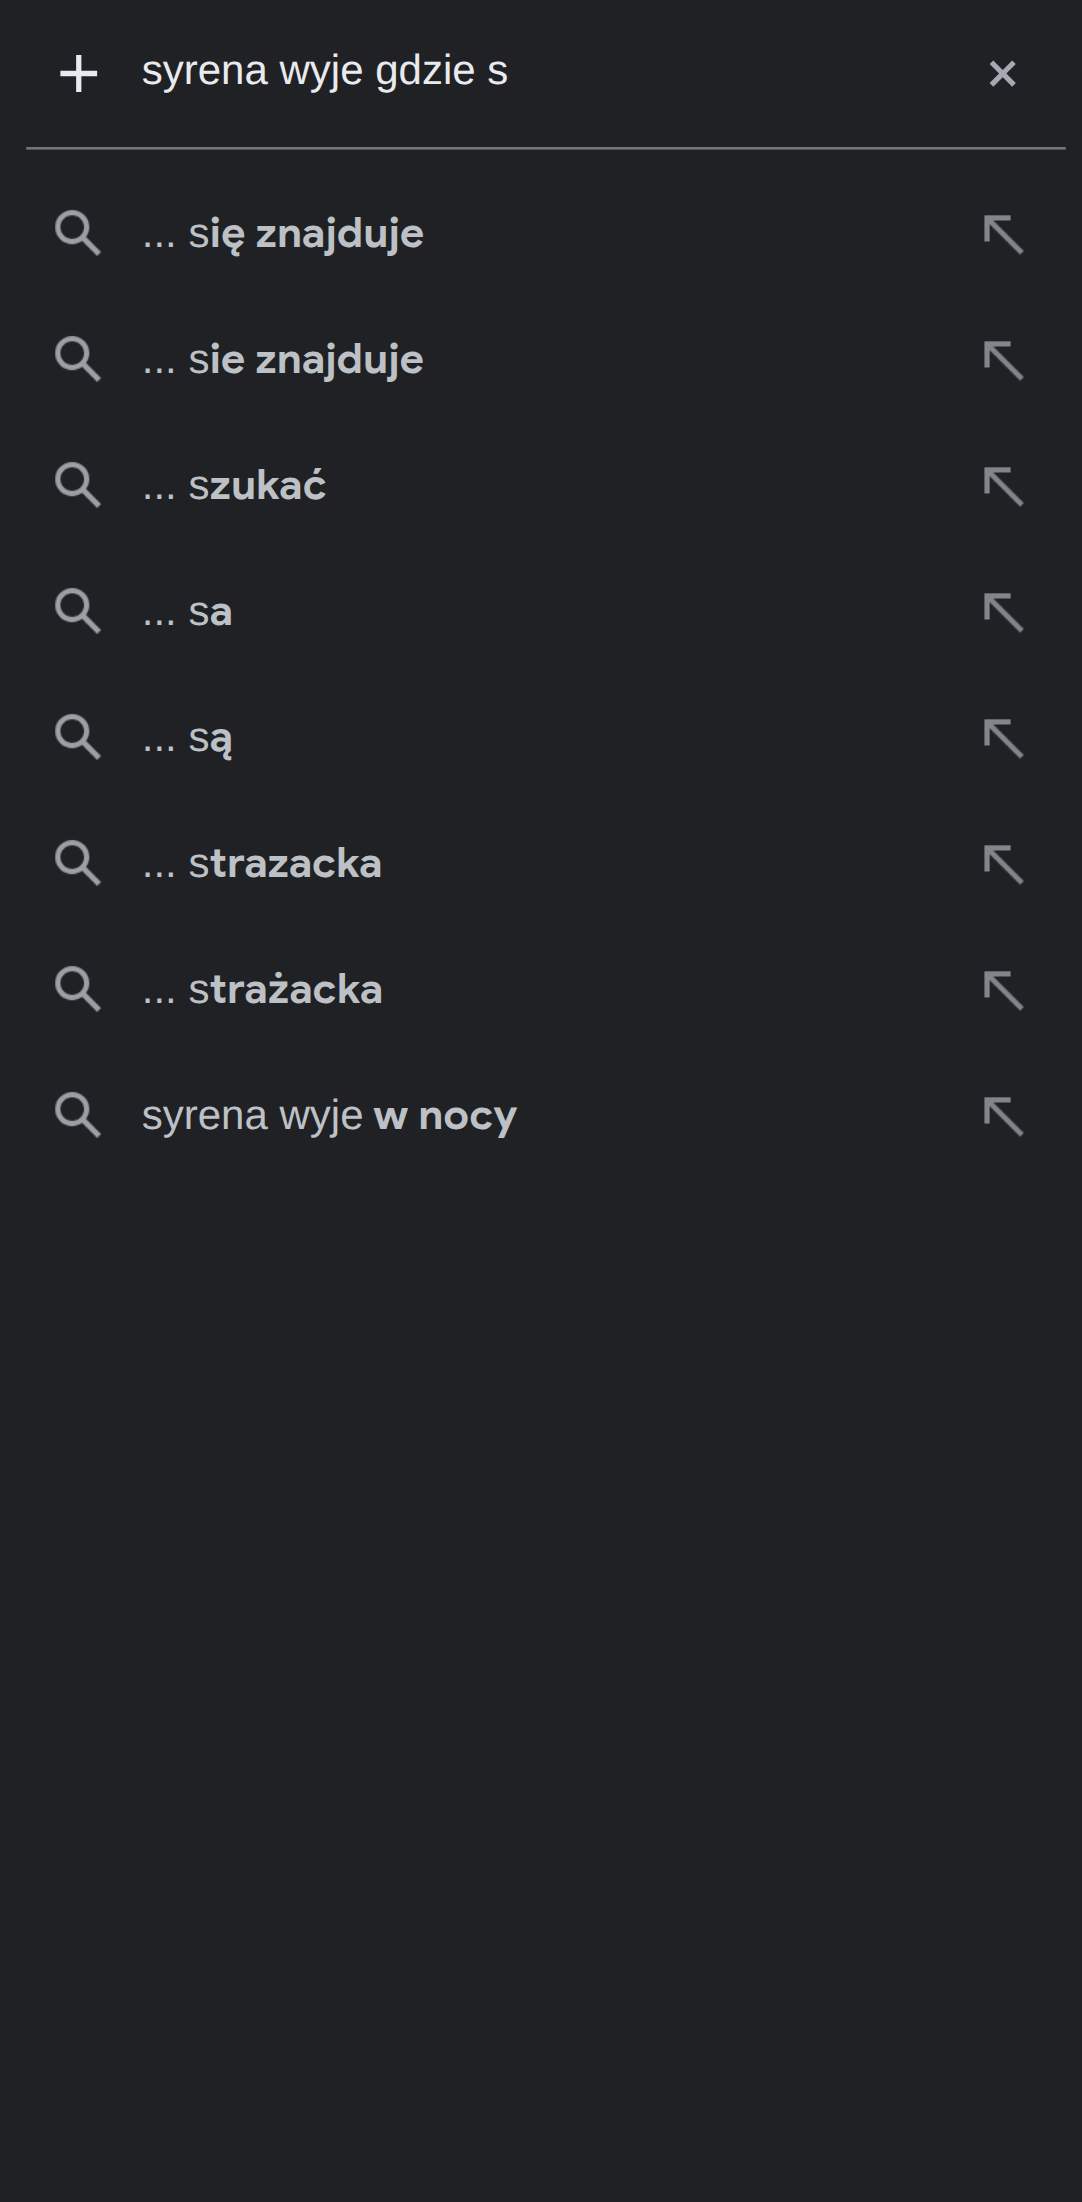 syrena wyje gdzie s
... się znajduje
... sie znajduje
... szukać
... sa
... są
... strazacka
... strażacka
syrena wyje w nocy